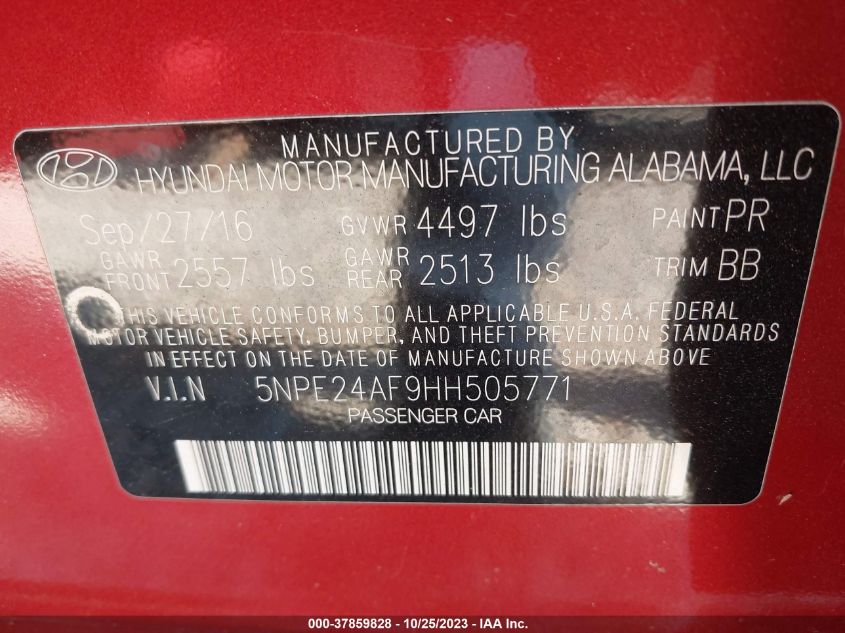 MANUFACTURED BY
HYUNDAI MOTOR MANUFACTURING ALABAMA, LLC
Sep/27/16 GVWR 4497 lbs PAINT PR
GAWR FRONT 2557 lbs GAWR REAR 2513 lbs TRIM BB
THIS VEHICLE CONFORMS TO ALL APPLICABLE U.S.A. FEDERAL
MOTOR VEHICLE SAFETY, BUMPER, AND THEFT PREVENTION STANDARDS
IN EFFECT ON THE DATE OF MANUFACTURE SHOWN ABOVE
V.I.N 5NPE24AF9HH505771
PASSENGER CAR
000-37859828 - 10/25/2023 - IAA Inc.